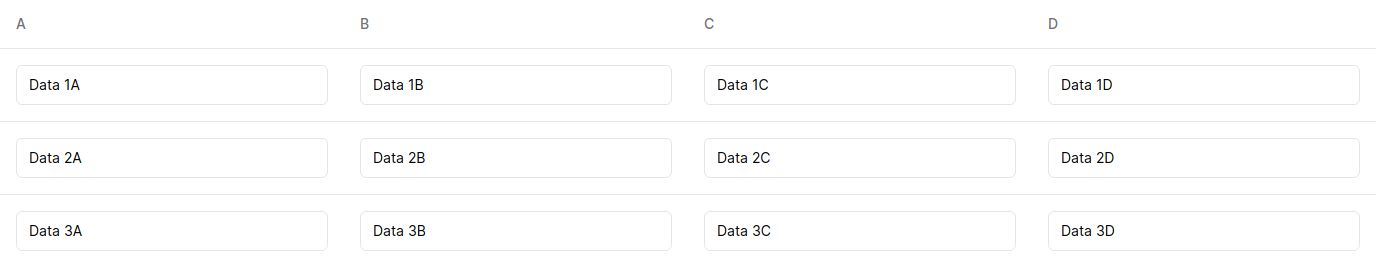 A B C D
Data 1A Data 1B Data 1C Data 1D
Data 2A Data 2B Data 2C Data 2D
Data 3A Data 3B Data 3C Data 3D